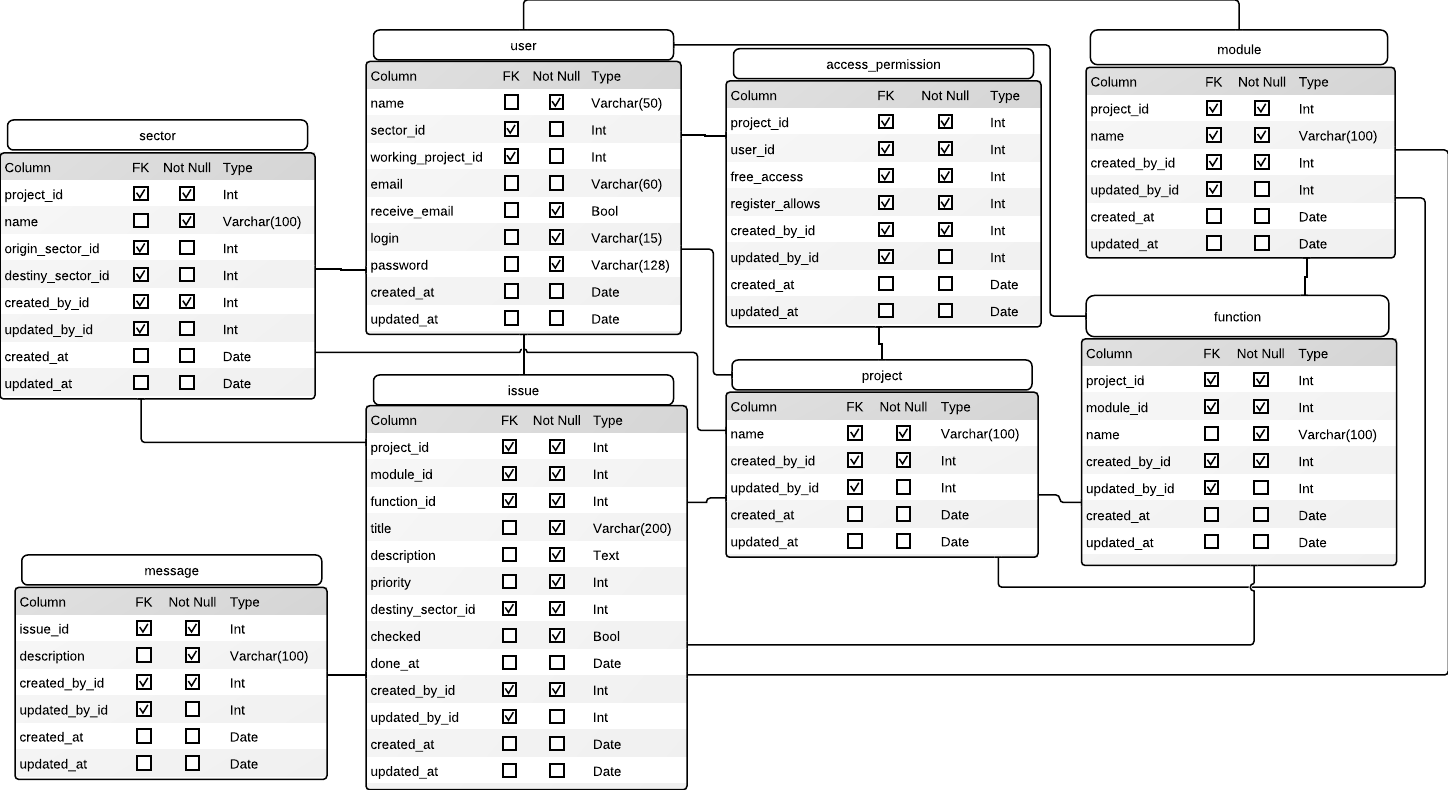 user
Column FK Not Null Type
name Varchar(50)
sector_id Int
working_project_id Int
email Varchar(60)
receive_email Bool
login Varchar(15)
password Varchar(128)
created_at Date
updated_at Date
access_permission
Column FK Not Null Type
project_id Int
user_id Int
free_access Int
register_allows Int
created_by_id Int
updated_by_id Int
created_at Date
updated_at Date
module
Column FK Not Null Type
project_id Int
name Varchar(100)
created_by_id Int
updated_by_id Int
created_at Date
updated_at Date
sector
Column FK Not Null Type
project_id Int
name Varchar(100)
origin_sector_id Int
destiny_sector_id Int
created_by_id Int
updated_by_id Int
created_at Date
updated_at Date
function
Column FK Not Null Type
project_id Int
module_id Int
name Varchar(100)
created_by_id Int
updated_by_id Int
created_at Date
updated_at Date
issue
Column FK Not Null Type
project_id Int
module_id Int
function_id Int
title Varchar(200)
description Text
priority Int
destiny_sector_id Int
checked Bool
done_at Date
created_by_id Int
updated_by_id Int
created_at Date
updated_at Date
project
Column FK Not Null Type
name Varchar(100)
created_by_id Int
updated_by_id Int
created_at Date
updated_at Date
message
Column FK Not Null Type
issue_id Int
description Varchar(100)
created_by_id Int
updated_by_id Int
created_at Date
updated_at Date